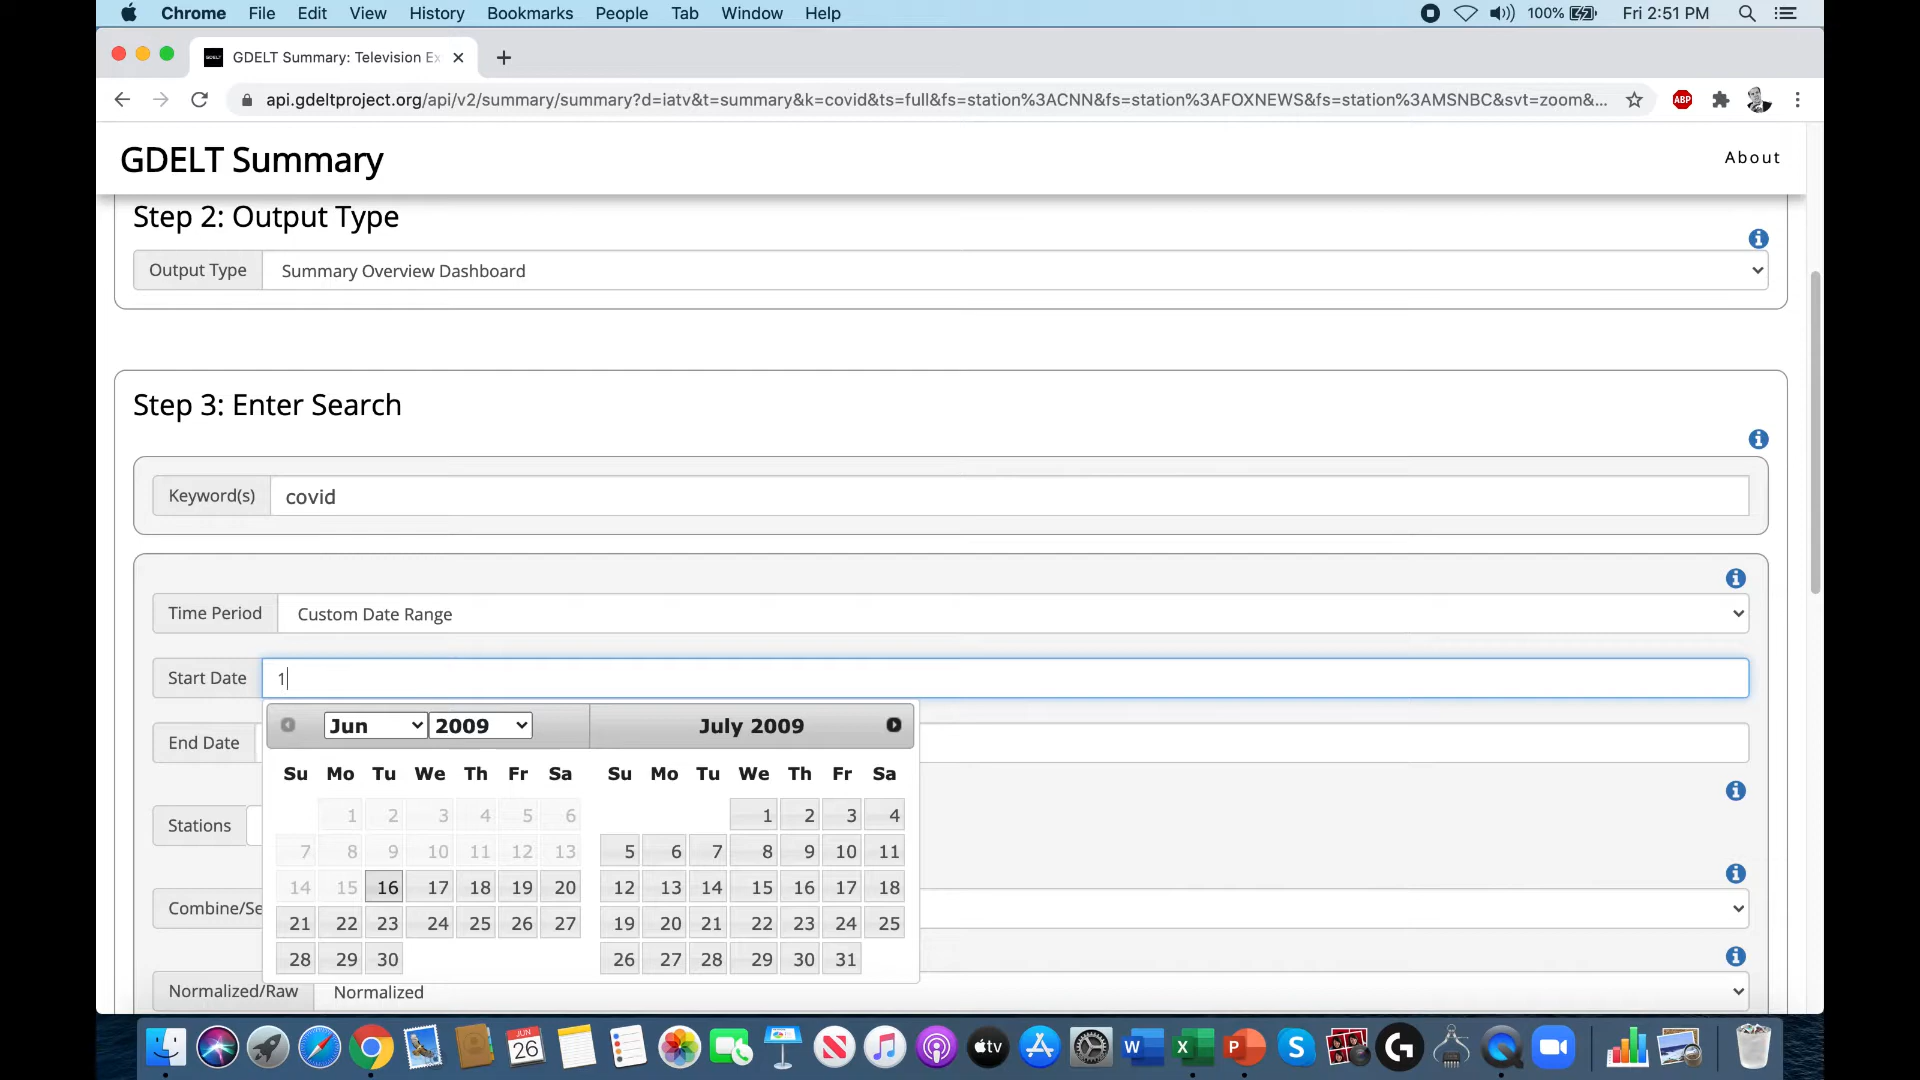 Chrome File Edit View History Bookmarks People Tab Window Help 100% Fri 2:51 PM
GDELT Summary: Television Ex
api.gdeltproject.org/api/v2/summary/summary?d=iatv&t=summary&k=covid&ts=full&fs=station%3ACNN&fs=station%3AFOXNEWS&fs=station%3AMSNBC&svt=zoom&...
ABP
GDELT Summary About
Step 2: Output Type
Output Type Summary Overview Dashboard
Step 3: Enter Search
Keyword(s) covid
Time Period Custom Date Range
Start Date 1
End Date
Jun 2009 July 2009
Su Mo Tu We Th Fr Sa Su Mo Tu We Th Fr Sa
1 2 3 4 5 6 1 2 3 4
7 8 9 10 11 12 13 5 6 7 8 9 10 11
Stations
14 15 16 17 18 19 20 12 13 14 15 16 17 18
Combine/Se
21 22 23 24 25 26 27 19 20 21 22 23 24 25
28 29 30 26 27 28 29 30 31
Normalized/Raw Normalized
JUN
26
tv
W X P S G